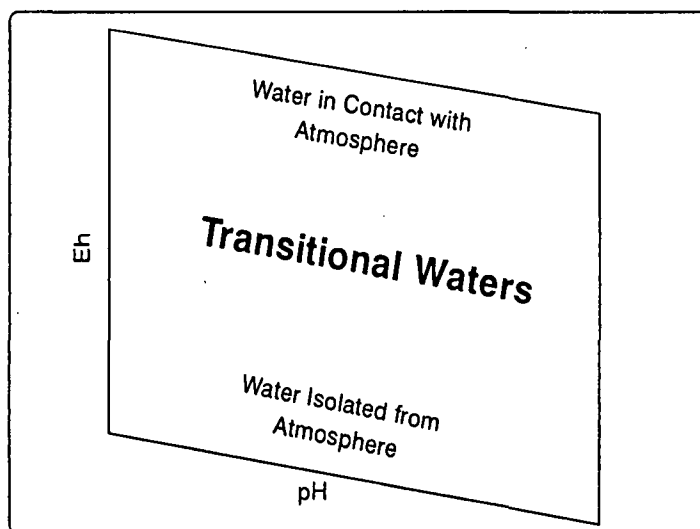 Water in Contact with
Atmosphere
Transitional Waters
Eh
Water Isolated from
Atmosphere
pH